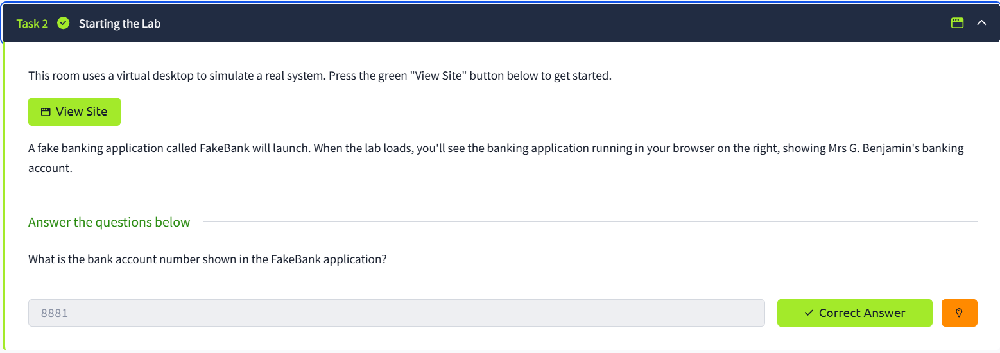 Task 2 Starting the Lab
This room uses a virtual desktop to simulate a real system. Press the green "View Site" button below to get started.
View Site
A fake banking application called FakeBank will launch. When the lab loads, you'll see the banking application running in your browser on the right, showing Mrs G. Benjamin's banking
account.
Answer the questions below
What is the bank account number shown in the FakeBank application?
8881
Correct Answer